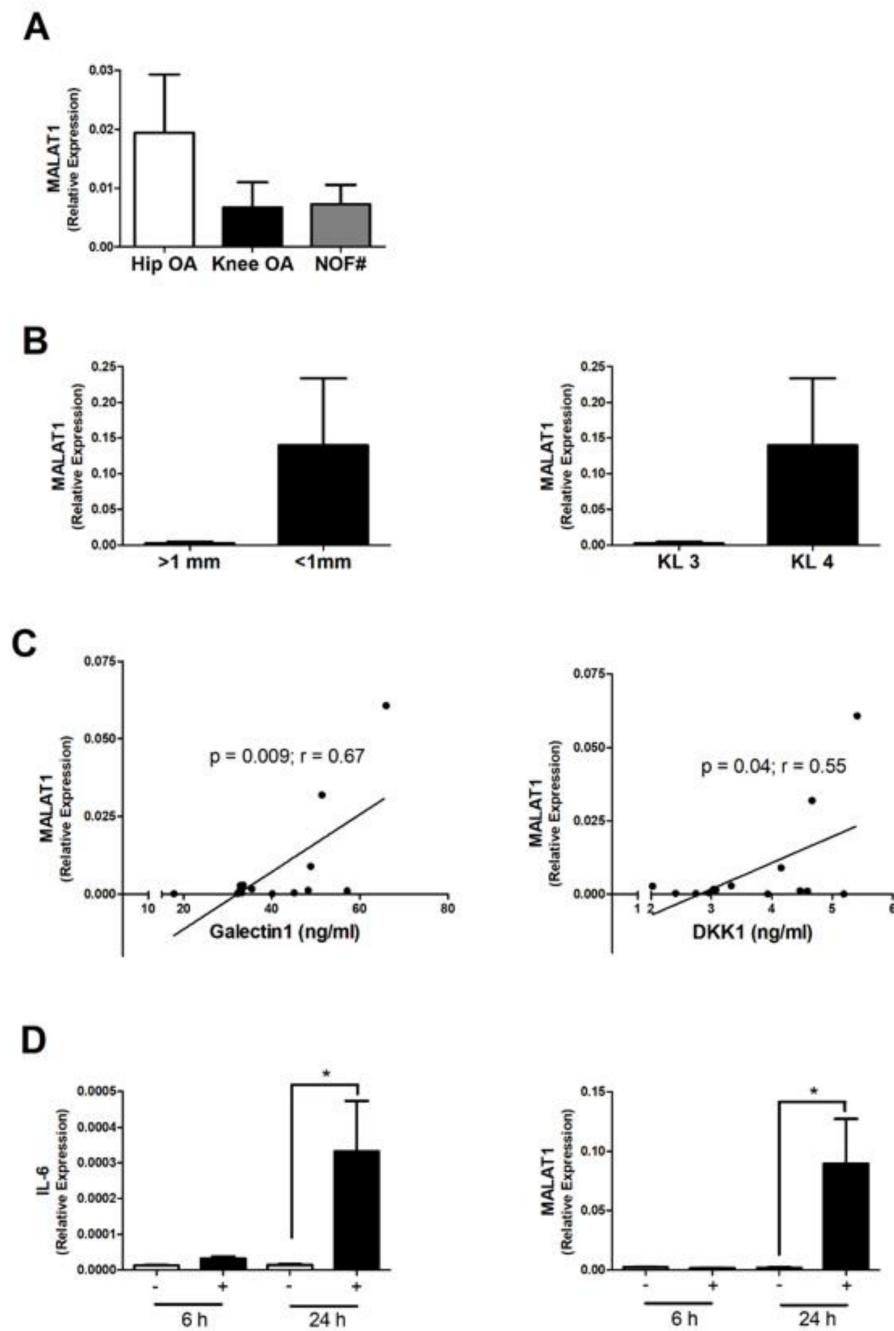 A
MALAT1
(Relative Expression)
0.03
0.02
0.01
0.00
Hip OA Knee OA NOF#
B
MALAT1
(Relative Expression)
0.25
0.20
0.15
0.10
0.05
0.00
>1 mm <1mm
MALAT1
(Relative Expression)
0.25
0.20
0.15
0.10
0.05
0.00
KL 3 KL 4
C
MALAT1
(Relative Expression)
0.075
0.050
0.025
0.000
p = 0.009; r = 0.67
10 20 40 60 80
Galectin1 (ng/ml)
MALAT1
(Relative Expression)
0.075
0.050
0.025
0.000
p = 0.04; r = 0.55
1 2 3 4 5 6
DKK1 (ng/ml)
D
IL-6
(Relative Expression)
0.0005
0.0004
0.0003
0.0002
0.0001
0.0000
*
- + - +
6 h 24 h
MALAT1
(Relative Expression)
0.15
0.10
0.05
0.00
*
- + - +
6 h 24 h